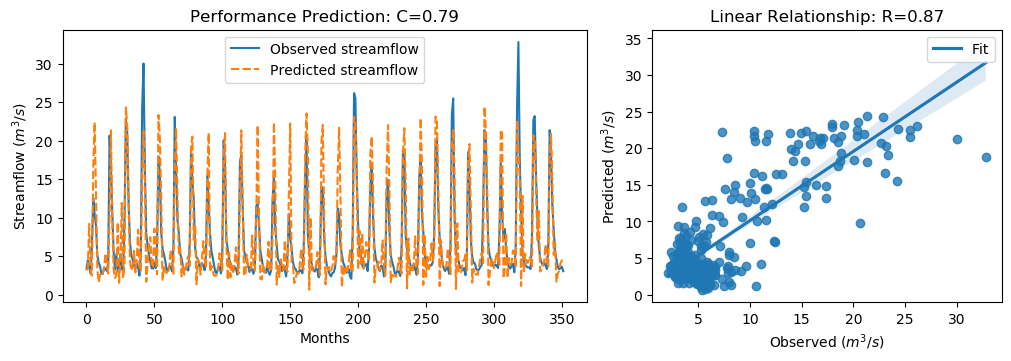 Performance Prediction: C=0.79
Observed streamflow
Predicted streamflow
Streamflow (m³/s)
30
25
20
15
10
5
0
0 50 100 150 200 250 300 350
Months
Linear Relationship: R=0.87
Fit
Predicted (m³/s)
35
30
25
20
15
10
5
0
5 10 15 20 25 30
Observed (m³/s)